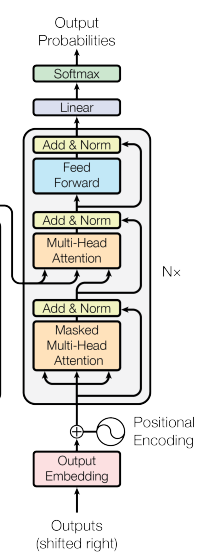 Output
Probabilities
Softmax
Linear
Add & Norm
Feed
Forward
Add & Norm
Multi-Head
Attention
N×
Add & Norm
Masked
Multi-Head
Attention
Positional
Encoding
Output
Embedding
Outputs
(shifted right)